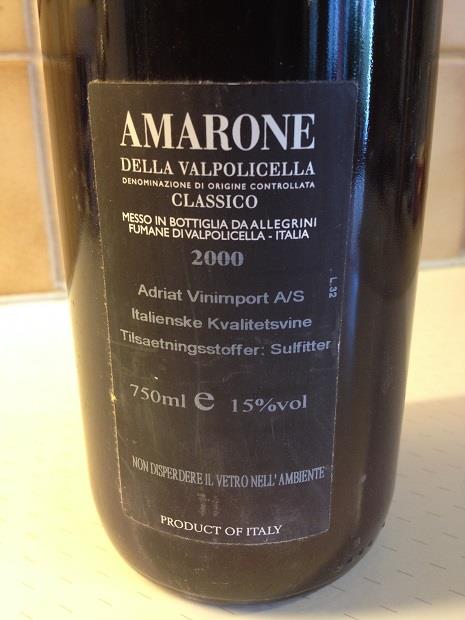 AMARONE
DELLA VALPOLICELLA
DENOMINAZIONE DI ORIGINE CONTROLLATA
CLASSICO
MESSO IN BOTTIGLIA DA ALLEGRINI
FUMANE DI VALPOLICELLA - ITALIA
2000
L. 32
Adriat Vinimport A/S
Italienske Kvalitetsvine
Tilsaetningsstoffer: Sulfitter
750ml e 15%vol
NON DISPERDERE IL VETRO NELL' AMBIENTE
PRODUCT OF ITALY